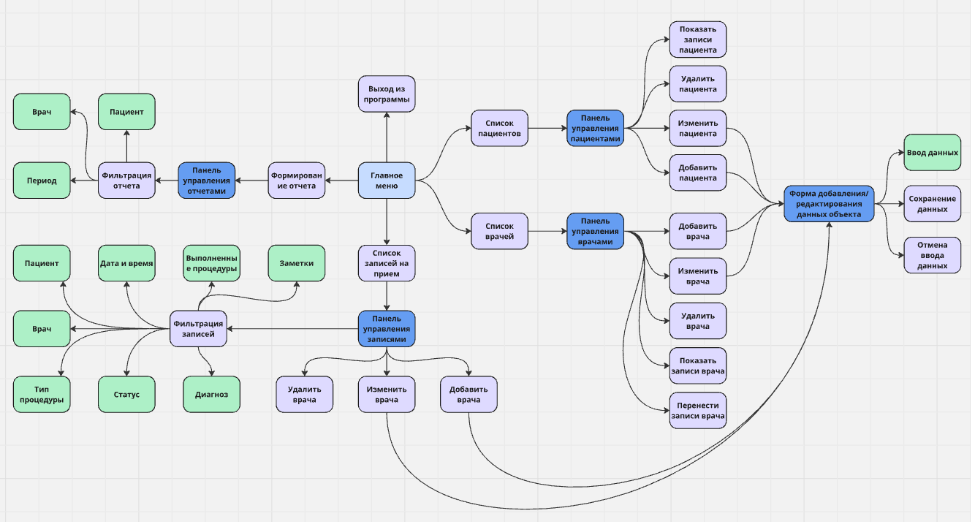 Показать
записи
пациента
Удалить
пациента
Выход из
программы
Врач
Пациент
Список
пациентов
Панель
управления
пациентами
Изменить
пациента
Ввод данных
Фильтрация
отчета
Период
Панель
управления
отчетами
Формирован
ие отчета
Главное
меню
Добавить
пациента
Форма добавления/
редактирования
данных объекта
Сохранение
данных
Список
врачей
Панель
управления
врачами
Добавить
врача
Отмена
ввода
данных
Пациент
Дата и время
Выполненны
е процедуры
Заметки
Список
записей на
прием
Изменить
врача
Врач
Фильтрация
записей
Панель
управления
записями
Удалить
врача
Показать
записи врача
Тип
процедуры
Статус
Диагноз
Удалить
врача
Изменить
врача
Добавить
врача
Перенести
записи врача